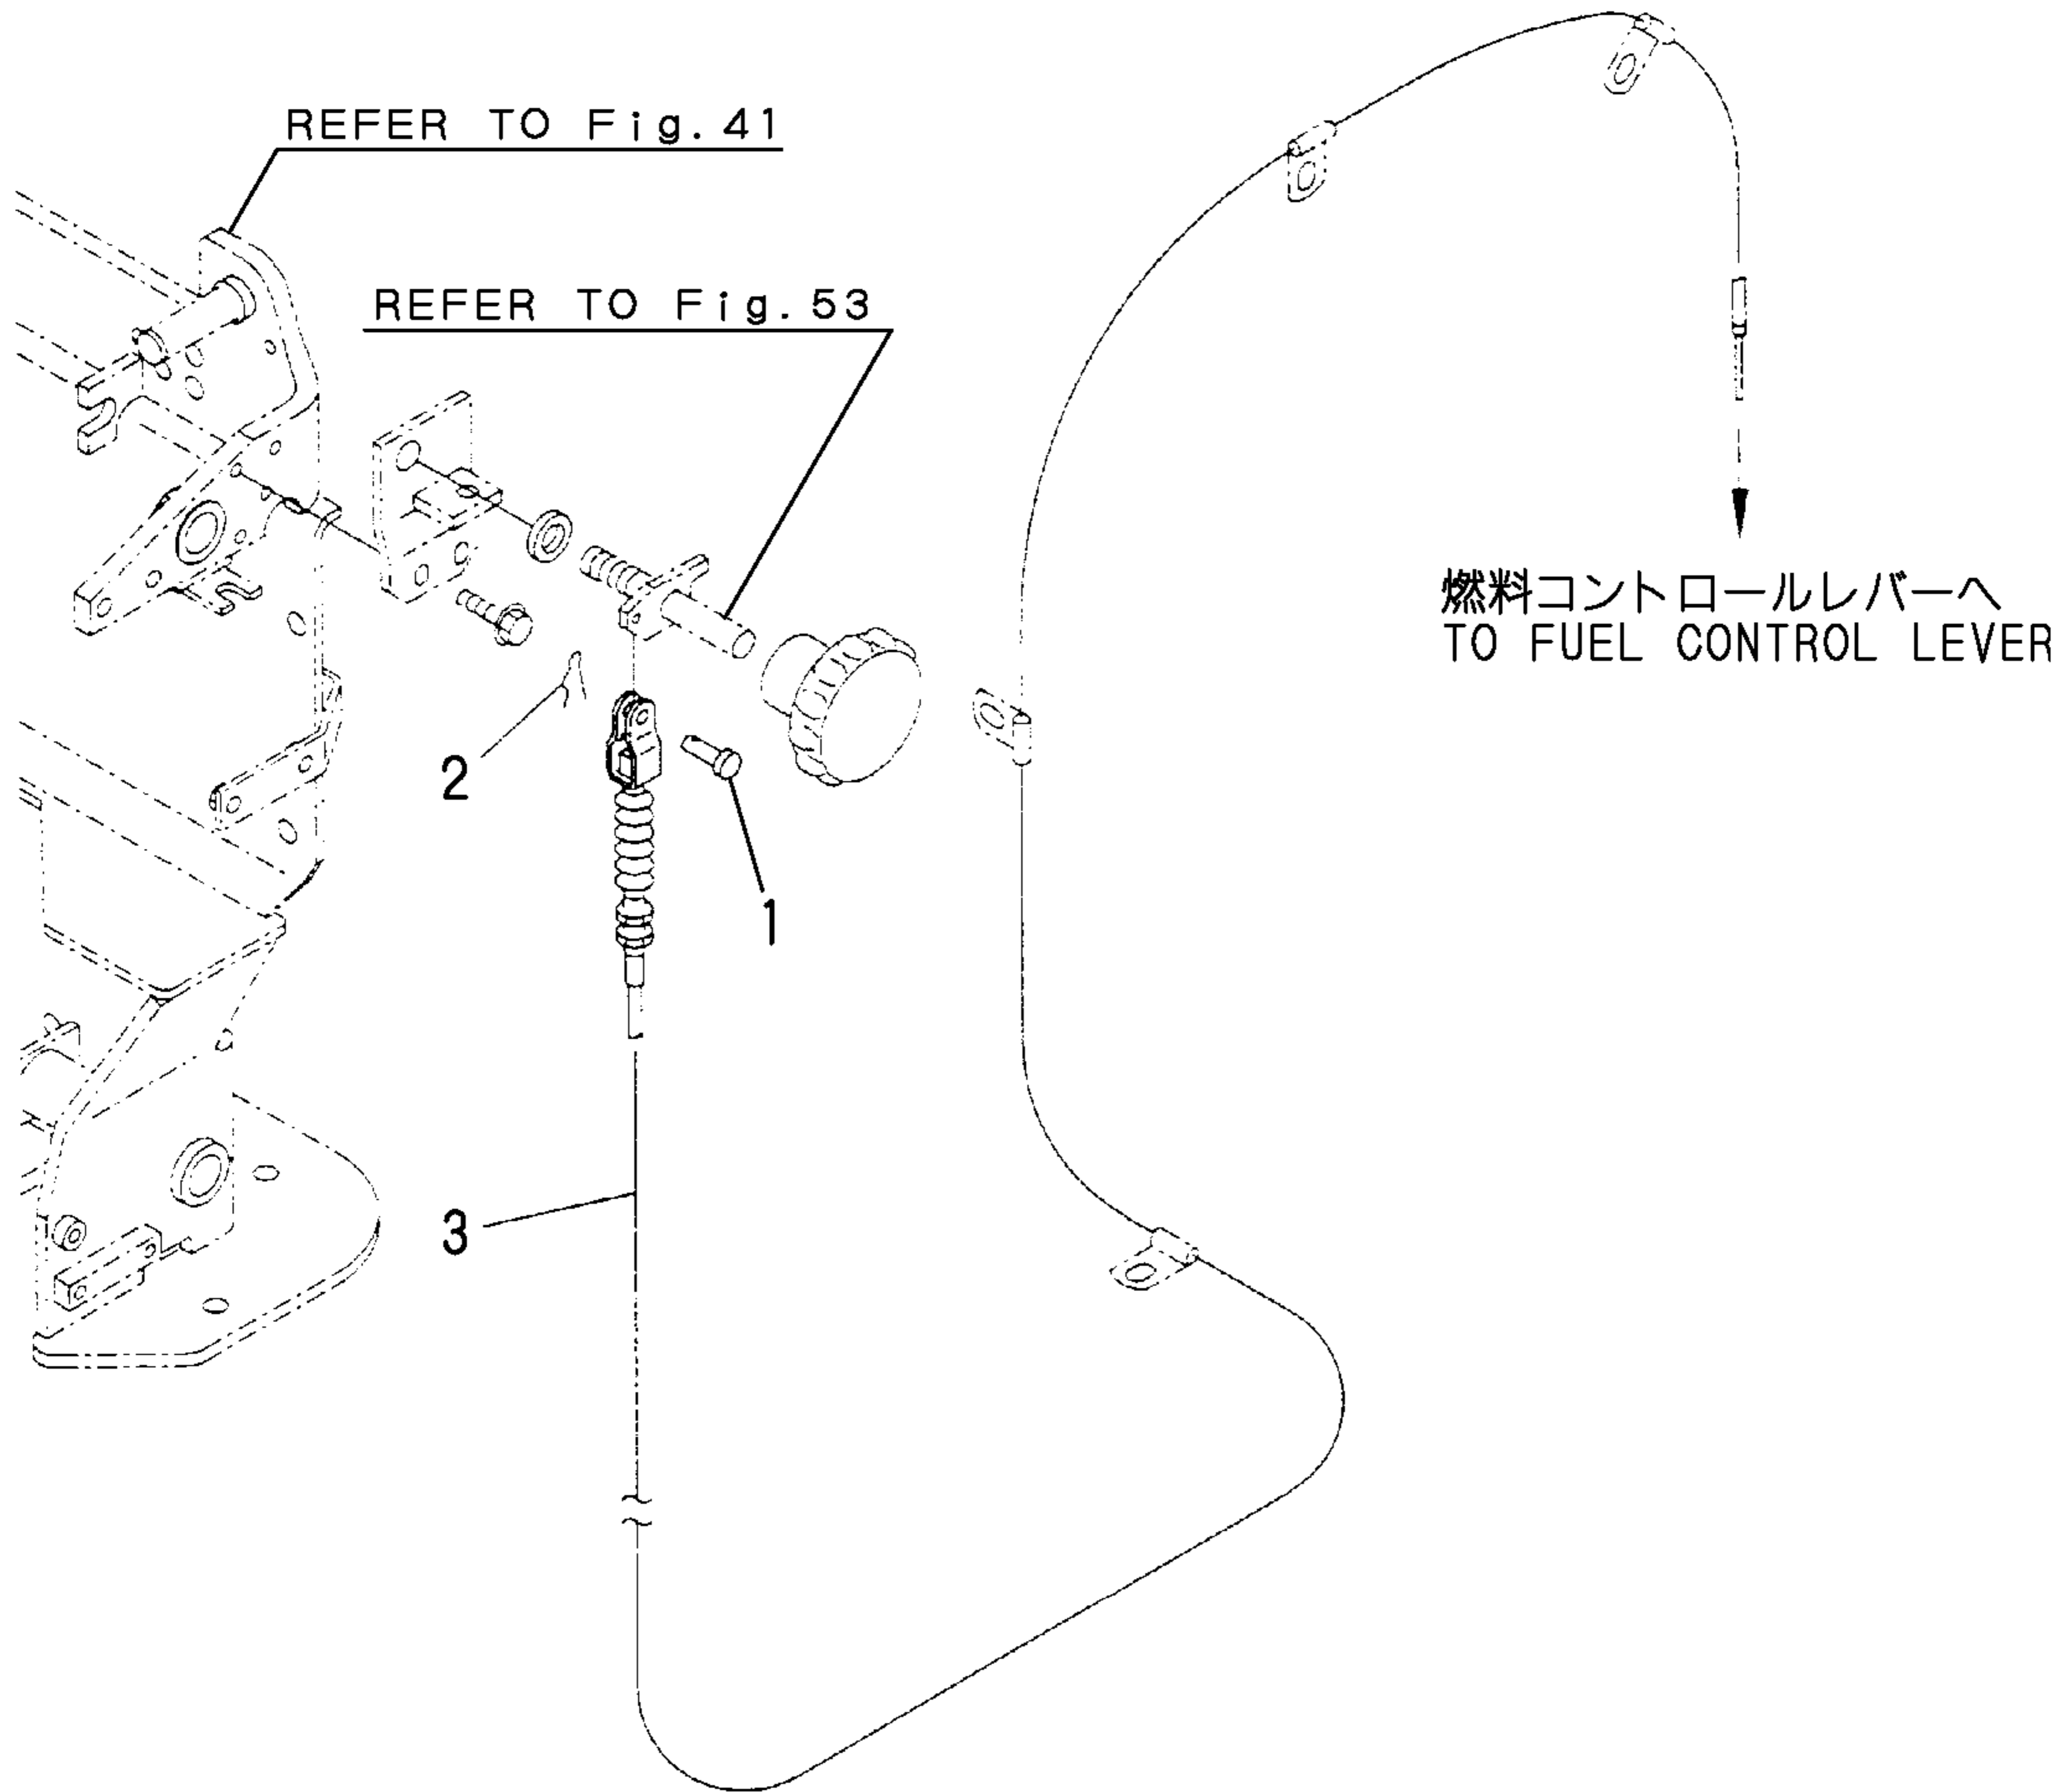 REFER TO Fig.41
REFER TO Fig.53
燃料コントロールレバーへ
TO FUEL CONTROL LEVER
2
1
3